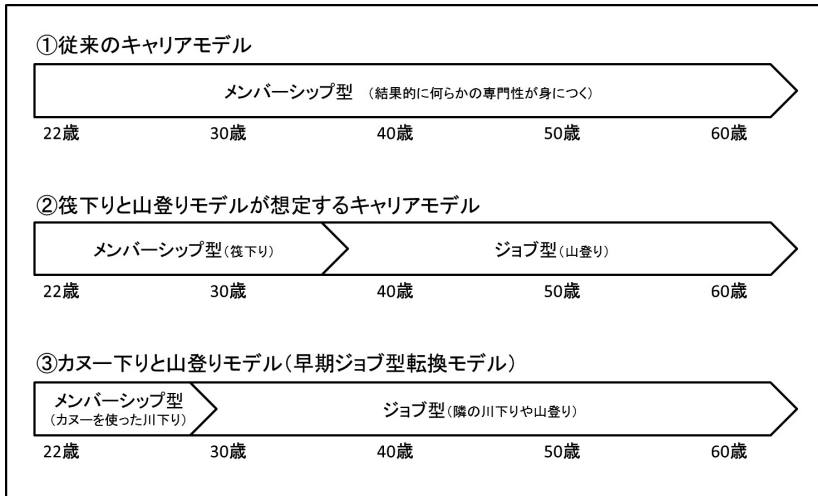 ①従来のキャリアモデル
メンバーシップ型 (結果的に何らかの専門性が身につく)
22歳 30歳 40歳 50歳 60歳
②筏下りと山登りモデルが想定するキャリアモデル
メンバーシップ型(筏下り) ジョブ型(山登り)
22歳 30歳 40歳 50歳 60歳
③カヌー下りと山登りモデル(早期ジョブ型転換モデル)
メンバーシップ型
(カヌーを使った川下り)
ジョブ型(隣の川下りや山登り)
22歳 30歳 40歳 50歳 60歳